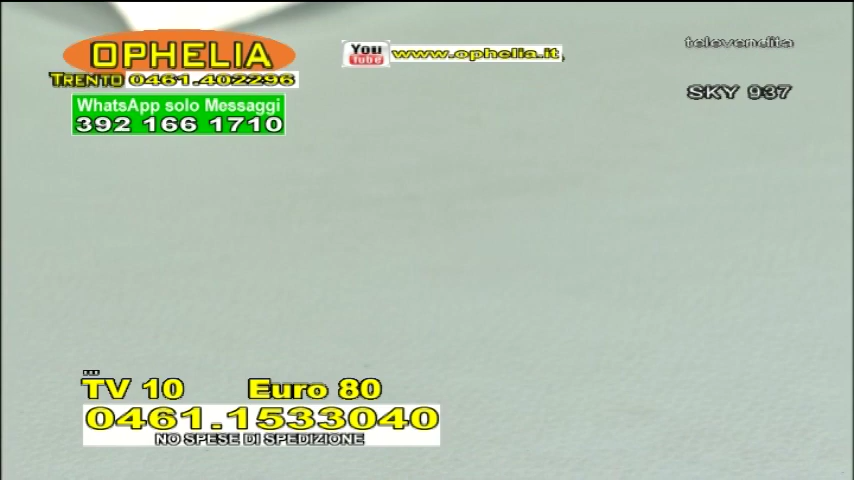 OPHELIA
TRENTO 0461.402296
WhatsApp solo Messaggi
392 166 1710
You Tube www.ophelia.it
televendita
SKY 937
...
TV 10 Euro 80
0461.1533040
NO SPESE DI SPEDIZIONE